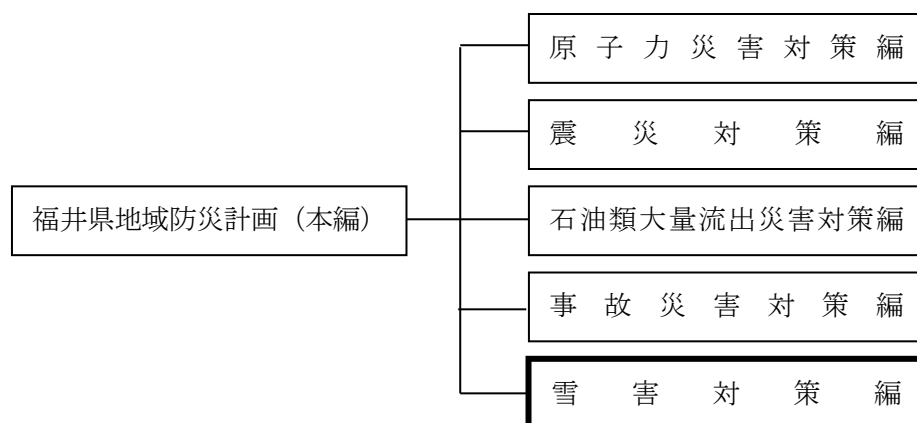 原子力災害対策編
震災対策編
福井県地域防災計画（本編）
石油類大量流出災害対策編
事故災害対策編
雪害対策編